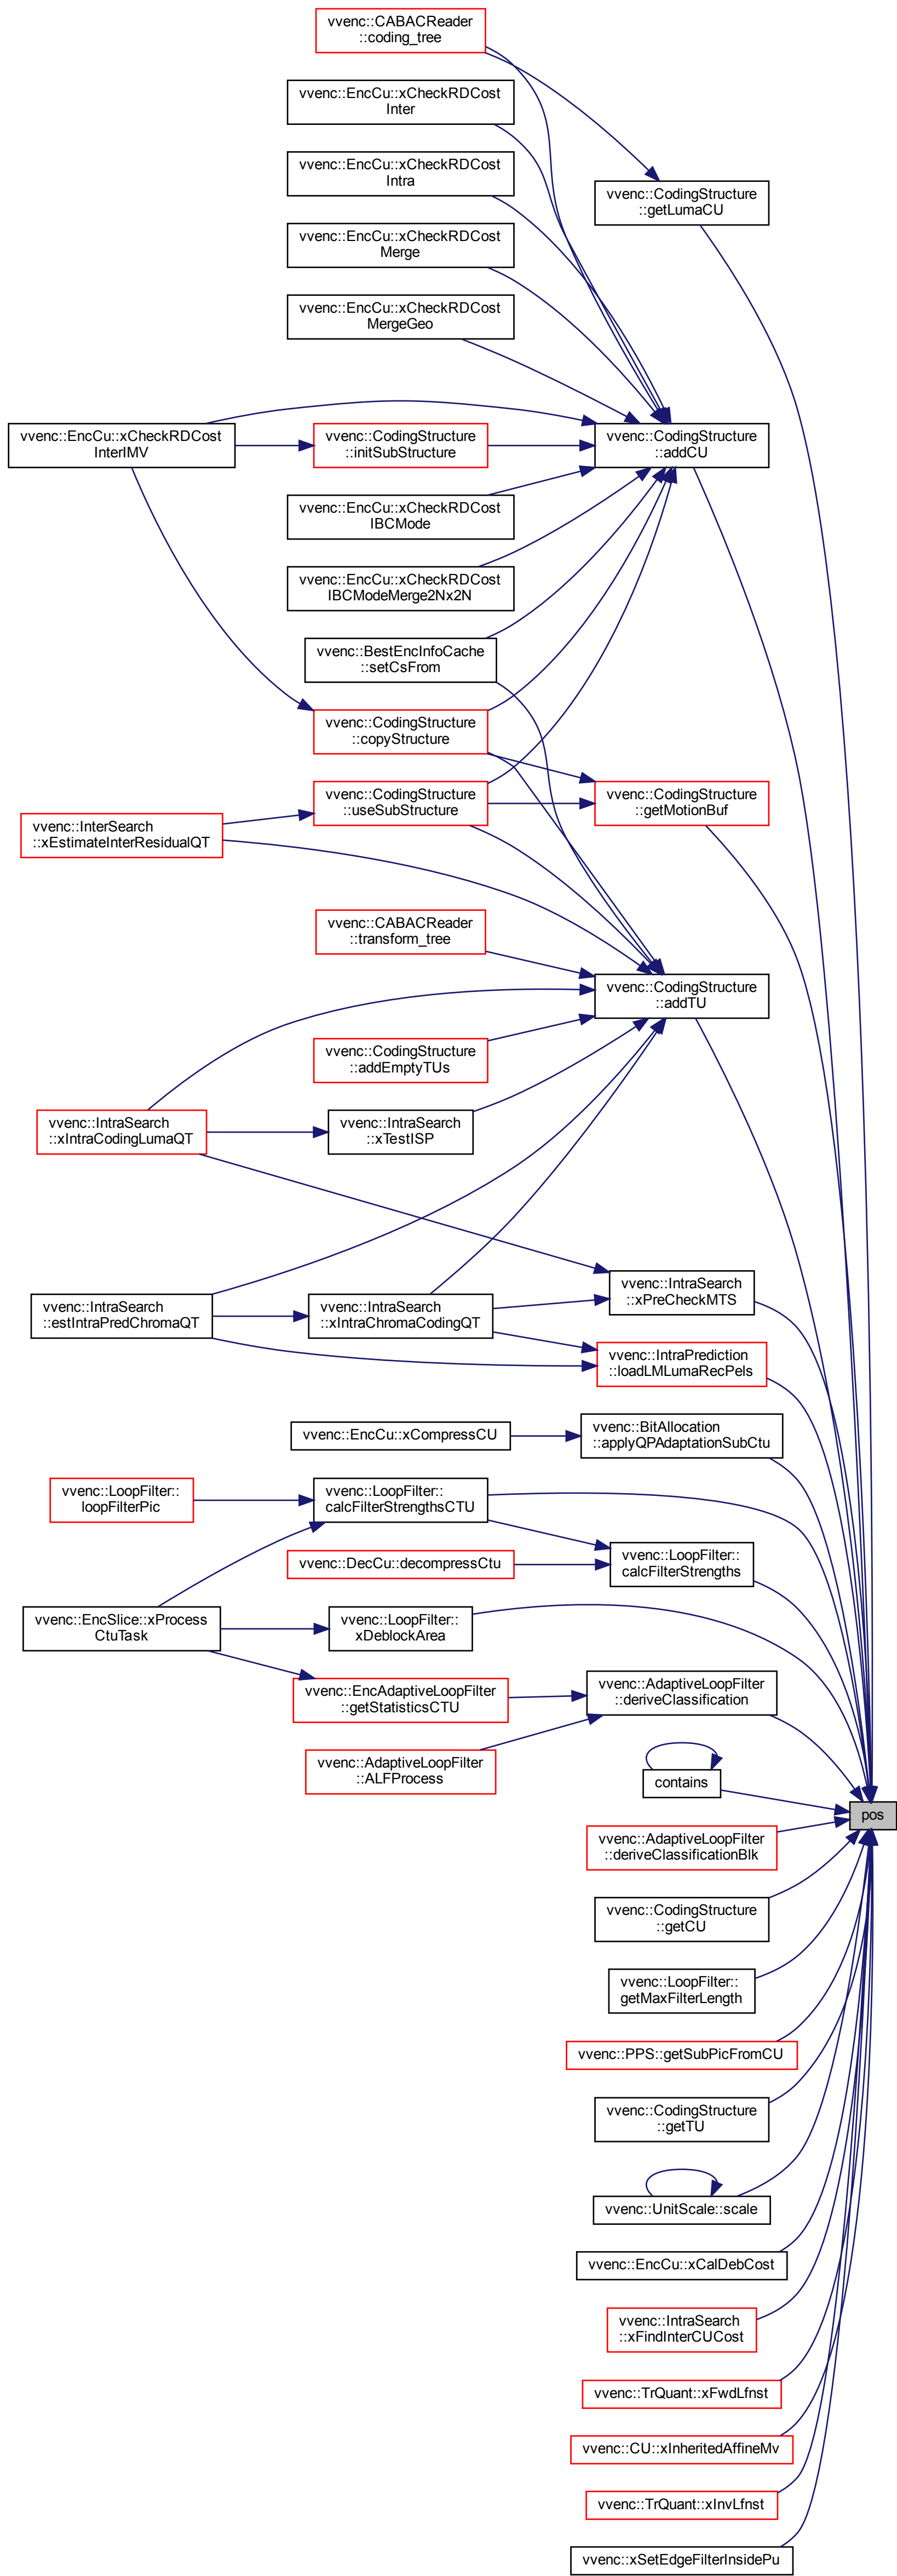 vvenc::CABACReader
::coding_tree
vvenc::EncCu::xCheckRDCost
Inter
vvenc::EncCu::xCheckRDCost
Intra
vvenc::CodingStructure
::getLumaCU
vvenc::EncCu::xCheckRDCost
Merge
vvenc::EncCu::xCheckRDCost
MergeGeo
vvenc::EncCu::xCheckRDCost
InterIMV
vvenc::CodingStructure
::initSubStructure
vvenc::CodingStructure
::addCU
vvenc::EncCu::xCheckRDCost
IBCMode
vvenc::EncCu::xCheckRDCost
IBCModeMerge2Nx2N
vvenc::BestEncInfoCache
::setCsFrom
vvenc::CodingStructure
::copyStructure
vvenc::CodingStructure
::useSubStructure
vvenc::CodingStructure
::getMotionBuf
vvenc::InterSearch
::xEstimateInterResidualQT
vvenc::CABACReader
::transform_tree
vvenc::CodingStructure
::addTU
vvenc::CodingStructure
::addEmptyTUs
vvenc::IntraSearch
::xIntraCodingLumaQT
vvenc::IntraSearch
::xTestISP
vvenc::IntraSearch
::xPreCheckMTS
vvenc::IntraSearch
::estIntraPredChromaQT
vvenc::IntraSearch
::xIntraChromaCodingQT
vvenc::IntraPrediction
::loadLMLumaRecPels
vvenc::EncCu::xCompressCU
vvenc::BitAllocation
::applyQPAdaptationSubCtu
vvenc::LoopFilter::
loopFilterPic
vvenc::LoopFilter::
calcFilterStrengthsCTU
vvenc::DecCu::decompressCtu
vvenc::LoopFilter::
calcFilterStrengths
vvenc::EncSlice::xProcess
CtuTask
vvenc::LoopFilter::
xDeblockArea
vvenc::EncAdaptiveLoopFilter
::getStatisticsCTU
vvenc::AdaptiveLoopFilter
::deriveClassification
vvenc::AdaptiveLoopFilter
::ALFProcess
contains
pos
vvenc::AdaptiveLoopFilter
::deriveClassificationBlk
vvenc::CodingStructure
::getCU
vvenc::LoopFilter::
getMaxFilterLength
vvenc::PPS::getSubPicFromCU
vvenc::CodingStructure
::getTU
vvenc::UnitScale::scale
vvenc::EncCu::xCalDebCost
vvenc::IntraSearch
::xFindInterCUCost
vvenc::TrQuant::xFwdLfnst
vvenc::CU::xInheritedAffineMv
vvenc::TrQuant::xInvLfnst
vvenc::xSetEdgeFilterInsidePu